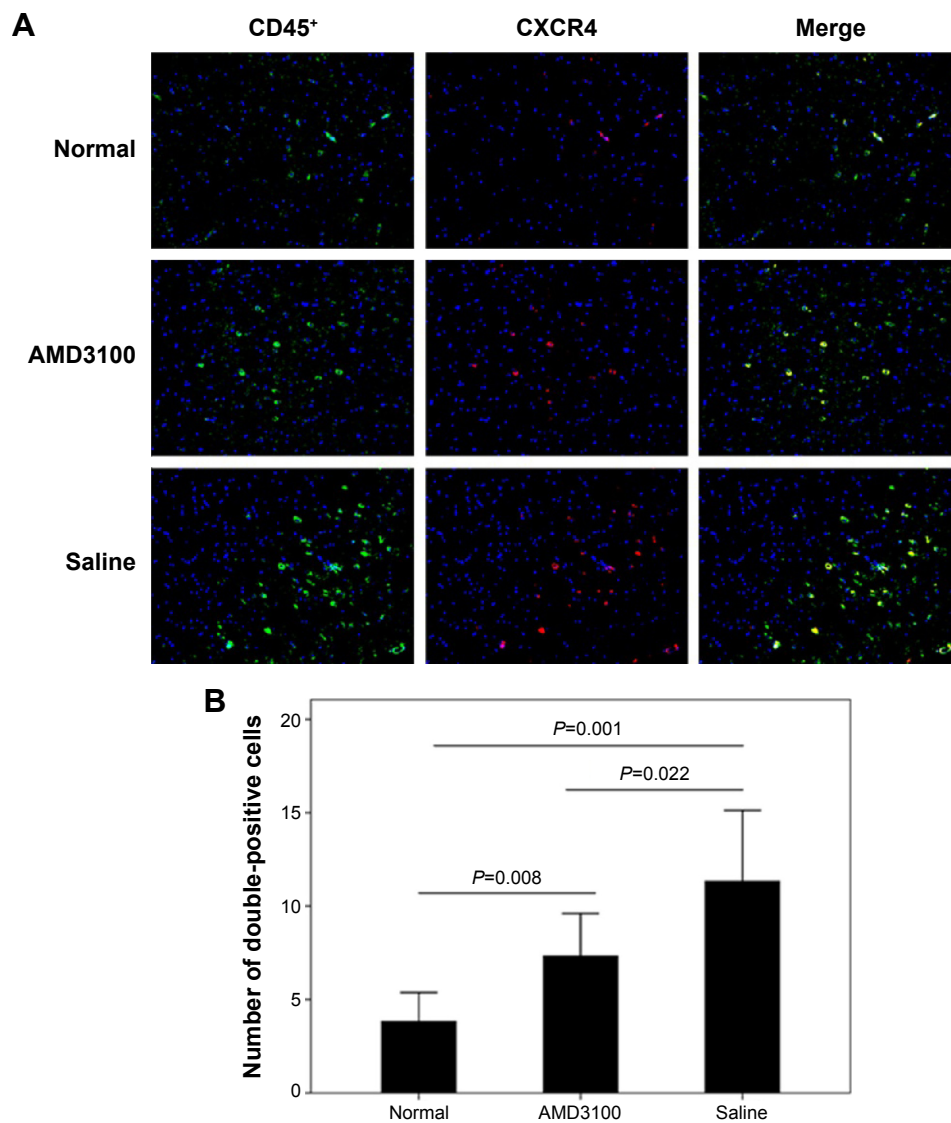 A
CD45⁺ CXCR4 Merge
Normal
AMD3100
Saline
B
Number of double-positive cells
20
15
10
5
0
P=0.001
P=0.022
P=0.008
Normal AMD3100 Saline